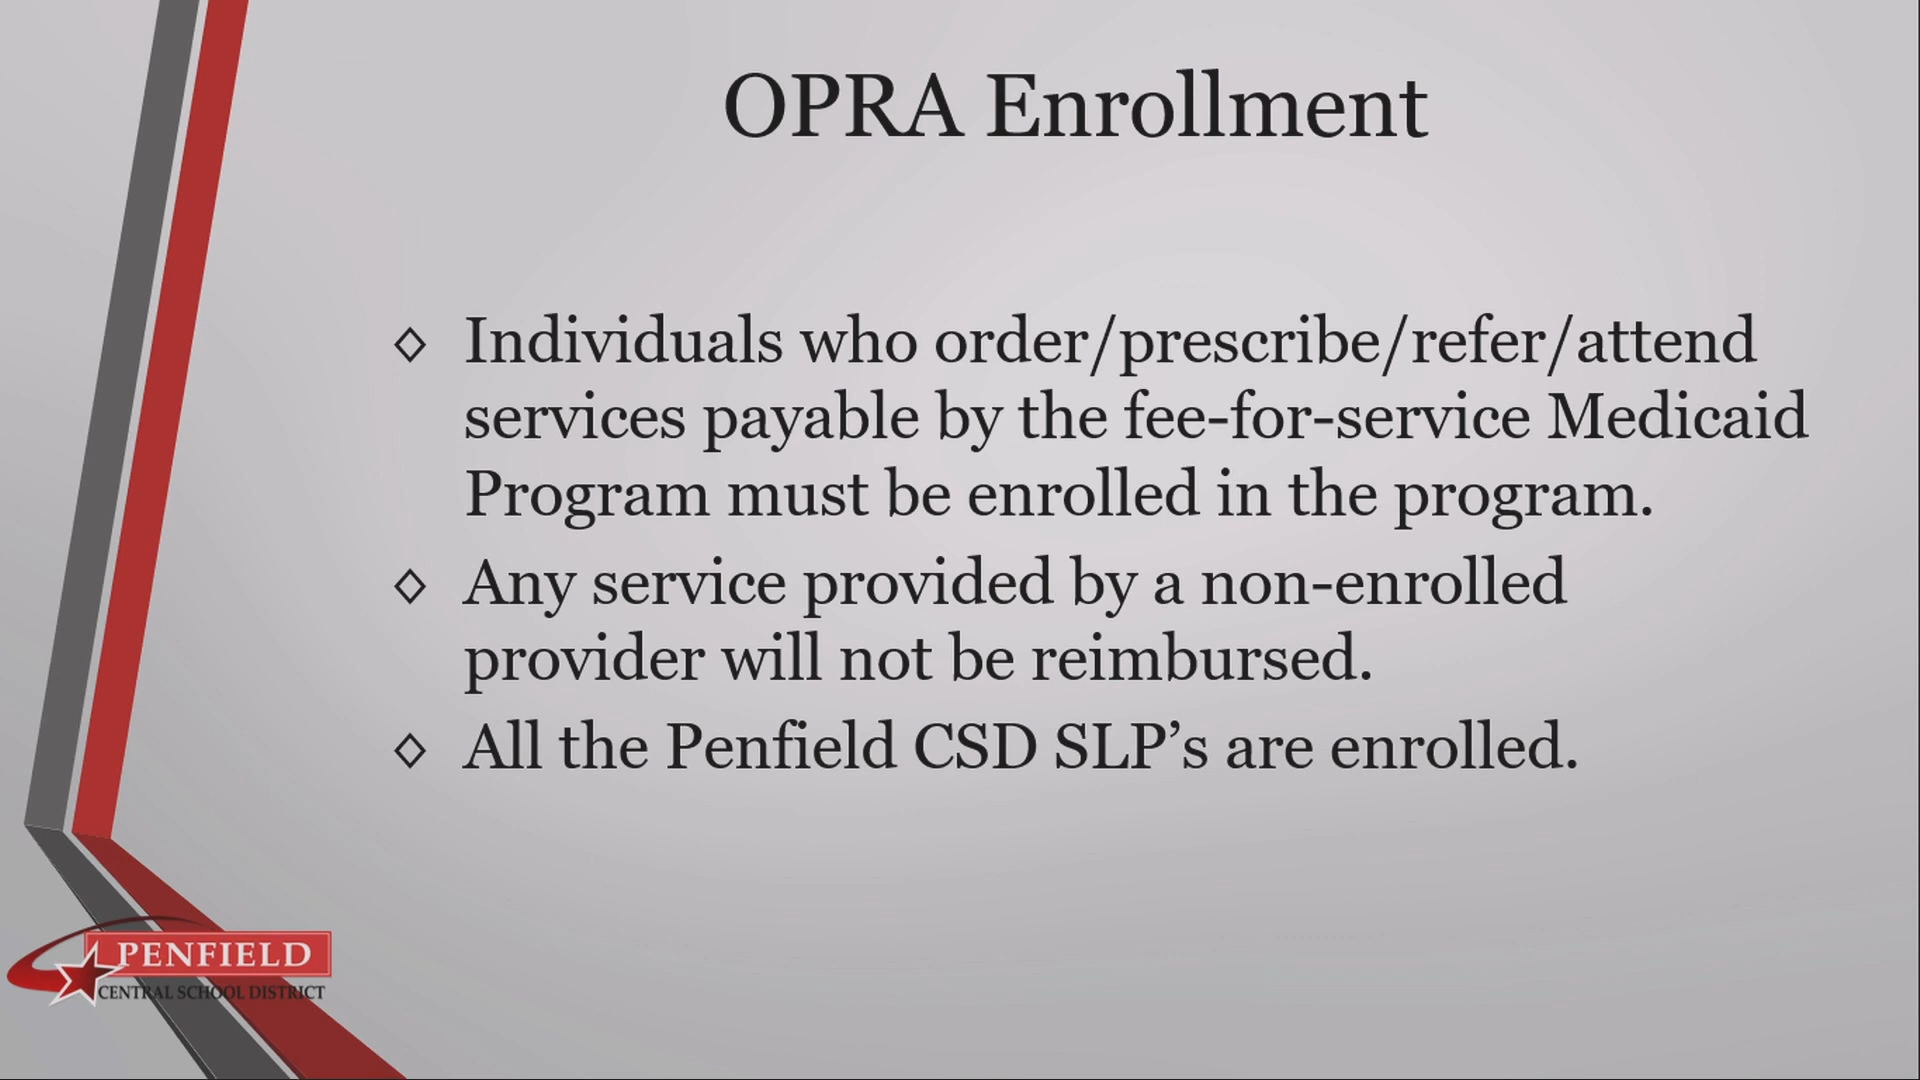 OPRA Enrollment
◊ Individuals who order/prescribe/refer/attend
services payable by the fee-for-service Medicaid
Program must be enrolled in the program.
◊ Any service provided by a non-enrolled
provider will not be reimbursed.
◊ All the Penfield CSD SLP’s are enrolled.
PENFIELD
CENTRAL SCHOOL DISTRICT